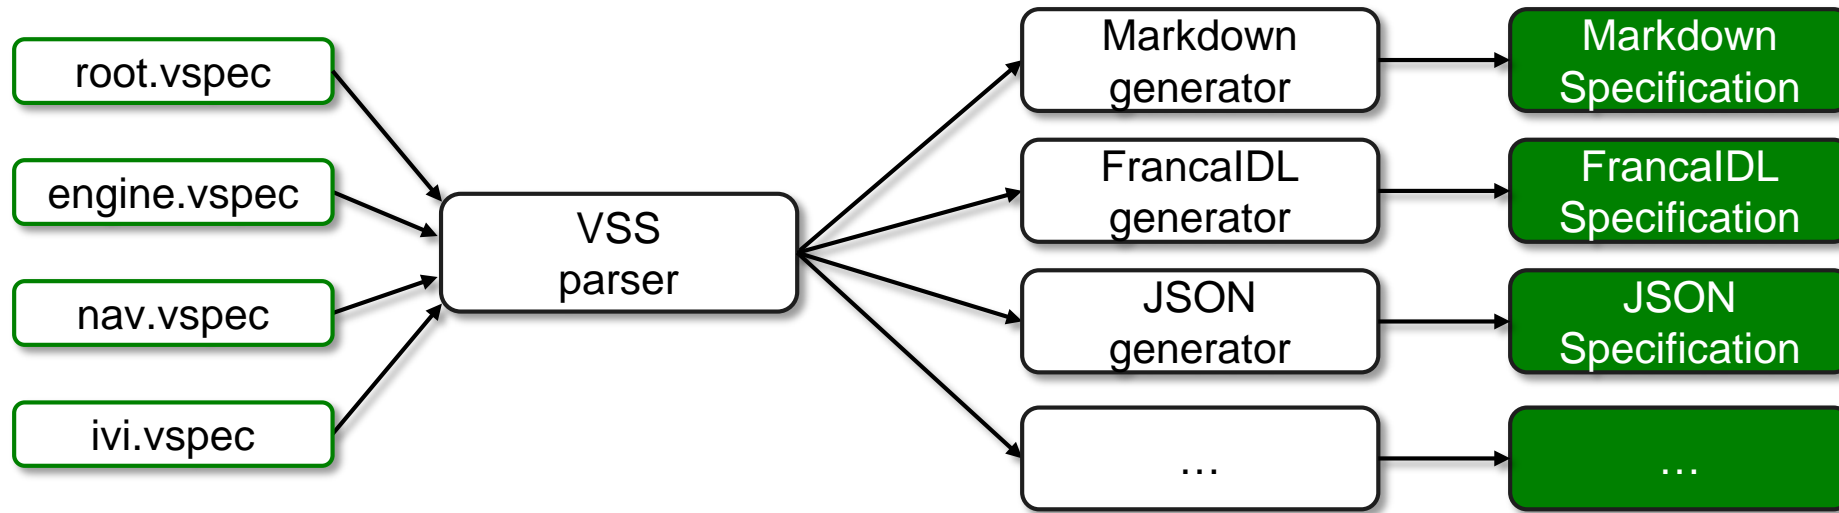 root.vspec
engine.vspec
nav.vspec
ivi.vspec
VSS
parser
Markdown
generator
FrancaIDL
generator
JSON
generator
...
Markdown
Specification
FrancaIDL
Specification
JSON
Specification
...